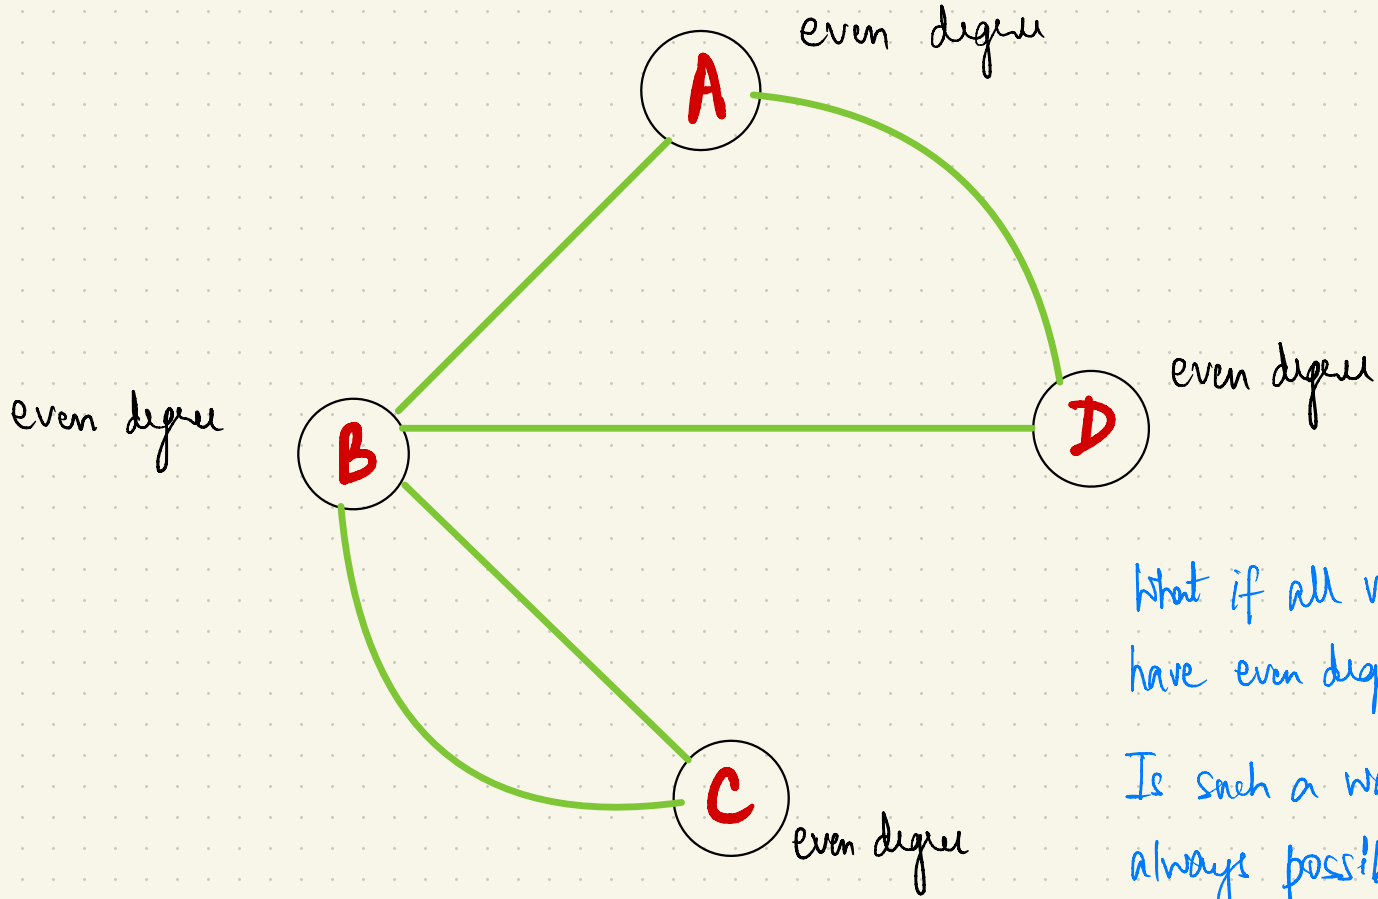 even degree
A
even degree
D
even degree
B
What if all
have even
Is such a
always
C
even degree